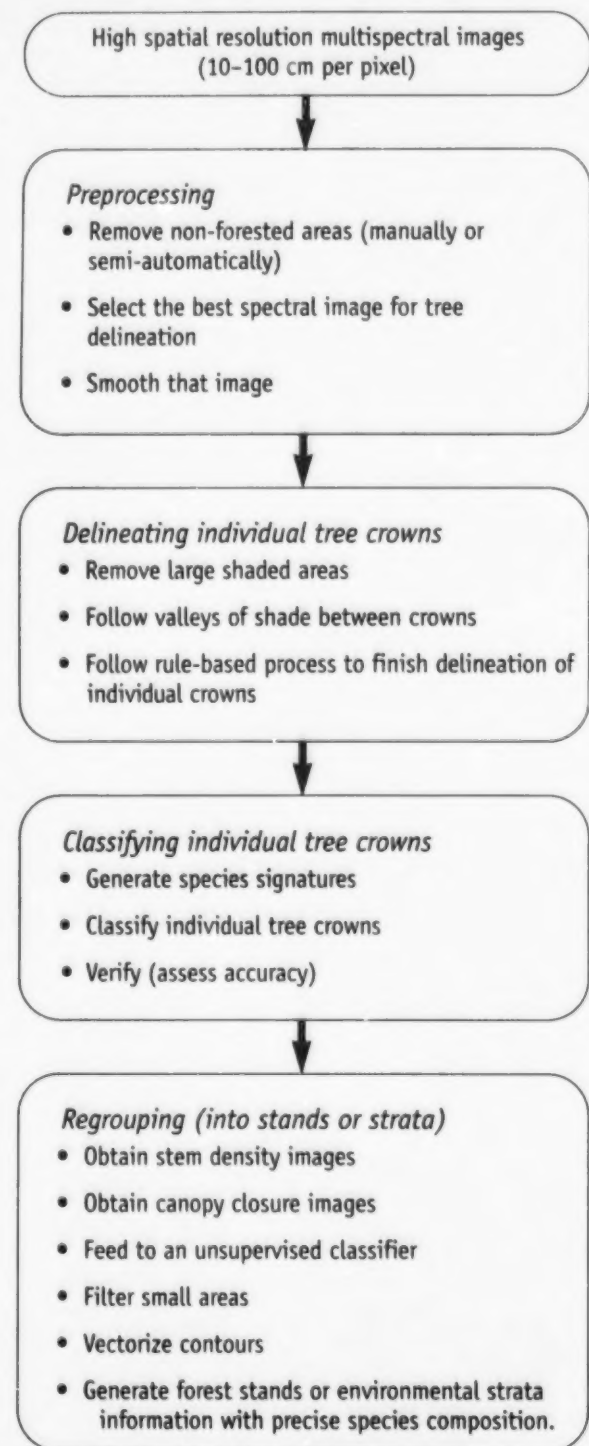 High spatial resolution multispectral images
(10–100 cm per pixel)
Preprocessing
• Remove non-forested areas (manually or
semi-automatically)
• Select the best spectral image for tree
delineation
• Smooth that image
Delineating individual tree crowns
• Remove large shaded areas
• Follow valleys of shade between crowns
• Follow rule-based process to finish delineation of
individual crowns
Classifying individual tree crowns
• Generate species signatures
• Classify individual tree crowns
• Verify (assess accuracy)
Regrouping (into stands or strata)
• Obtain stem density images
• Obtain canopy closure images
• Feed to an unsupervised classifier
• Filter small areas
• Vectorize contours
• Generate forest stands or environmental strata
information with precise species composition.